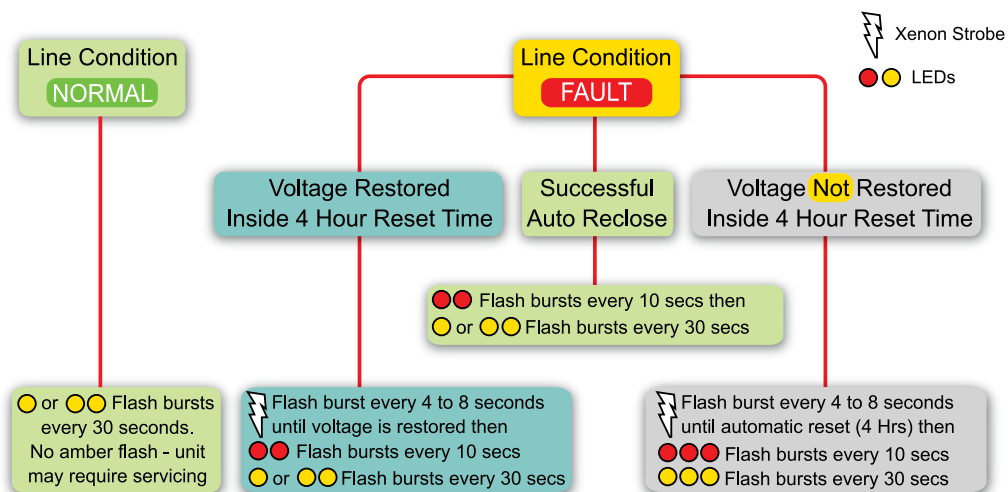 Xenon Strobe
LEDs
Line Condition
NORMAL
Line Condition
FAULT
Voltage Restored
Inside 4 Hour Reset Time
Successful
Auto Reclose
Voltage Not Restored
Inside 4 Hour Reset Time
Flash bursts every 10 secs then
or Flash bursts every 30 secs
or Flash bursts
every 30 seconds.
No amber flash - unit
may require servicing
Flash burst every 4 to 8 seconds
until voltage is restored then
Flash bursts every 10 secs
or Flash bursts every 30 secs
Flash burst every 4 to 8 seconds
until automatic reset (4 Hrs) then
Flash bursts every 10 secs
Flash bursts every 30 secs